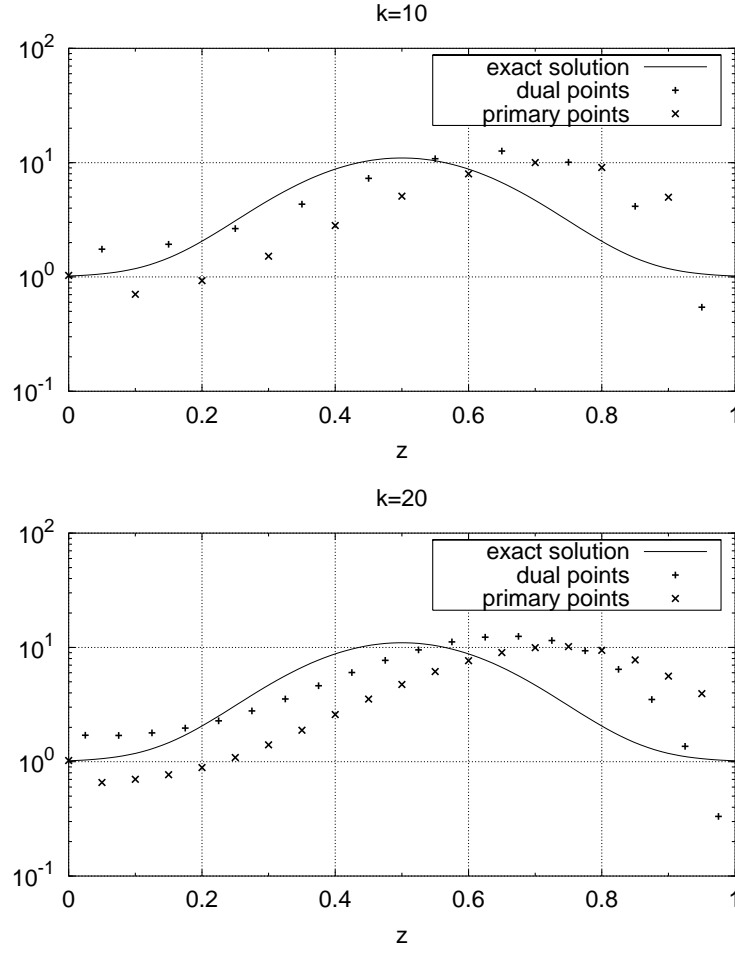 k=10
10^2
10^1
10^0
10^-1
exact solution
dual points
primary points
0 0.2 0.4 0.6 0.8 1
z
k=20
10^2
10^1
10^0
10^-1
exact solution
dual points
primary points
0 0.2 0.4 0.6 0.8 1
z